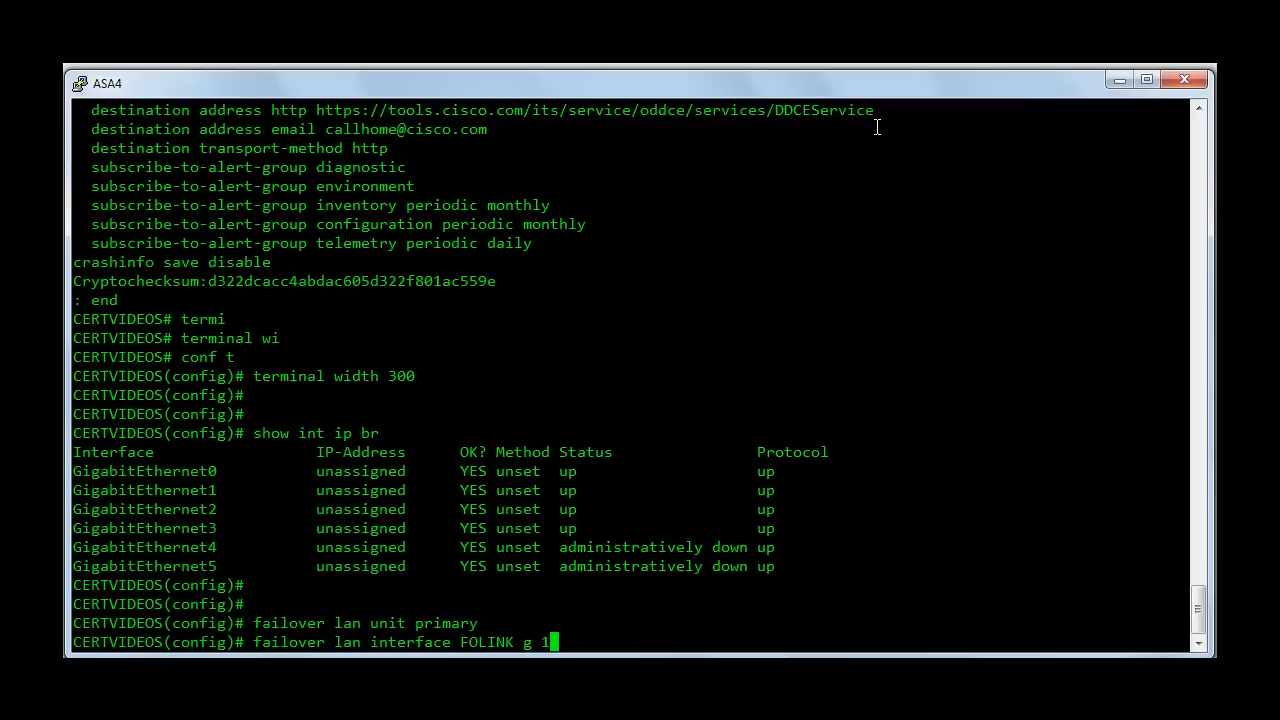 ASA4
destination address http https://tools.cisco.com/its/service/oddce/services/DDCEService
destination address email callhome@cisco.com
destination transport-method http
subscribe-to-alert-group diagnostic
subscribe-to-alert-group environment
subscribe-to-alert-group inventory periodic monthly
subscribe-to-alert-group configuration periodic monthly
subscribe-to-alert-group telemetry periodic daily
crashinfo save disable
Cryptochecksum:d322dcacc4abdac605d322f801ac559e
: end
CERTVIDEOS# termi
CERTVIDEOS# terminal wi
CERTVIDEOS# conf t
CERTVIDEOS(config)# terminal width 300
CERTVIDEOS(config)#
CERTVIDEOS(config)#
CERTVIDEOS(config)# show int ip br
Interface IP-Address OK? Method Status Protocol
GigabitEthernet0 unassigned YES unset up up
GigabitEthernet1 unassigned YES unset up up
GigabitEthernet2 unassigned YES unset up up
GigabitEthernet3 unassigned YES unset up up
GigabitEthernet4 unassigned YES unset administratively down up
GigabitEthernet5 unassigned YES unset administratively down up
CERTVIDEOS(config)#
CERTVIDEOS(config)#
CERTVIDEOS(config)# failover lan unit primary
CERTVIDEOS(config)# failover lan interface FOLINK g 1